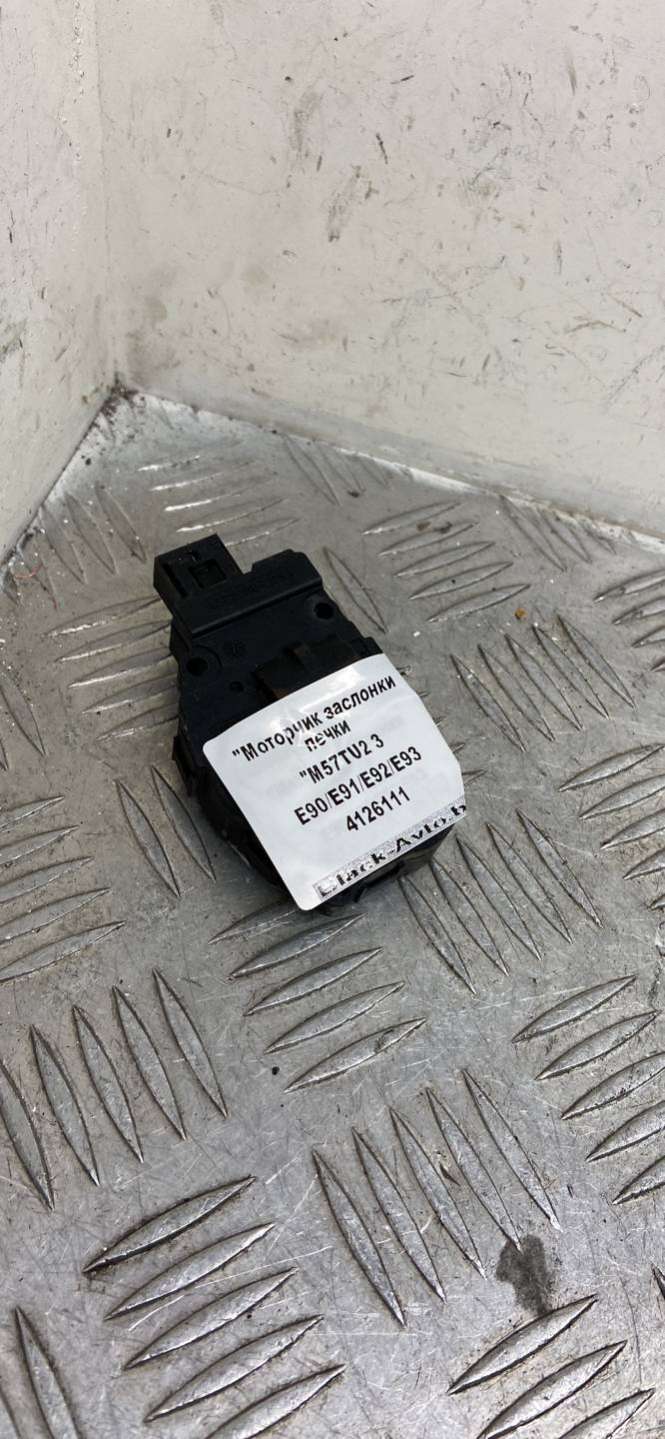 "Моторчик заслонки
печки
"M57TU2 3
E90/E91/E92/E93
4126111